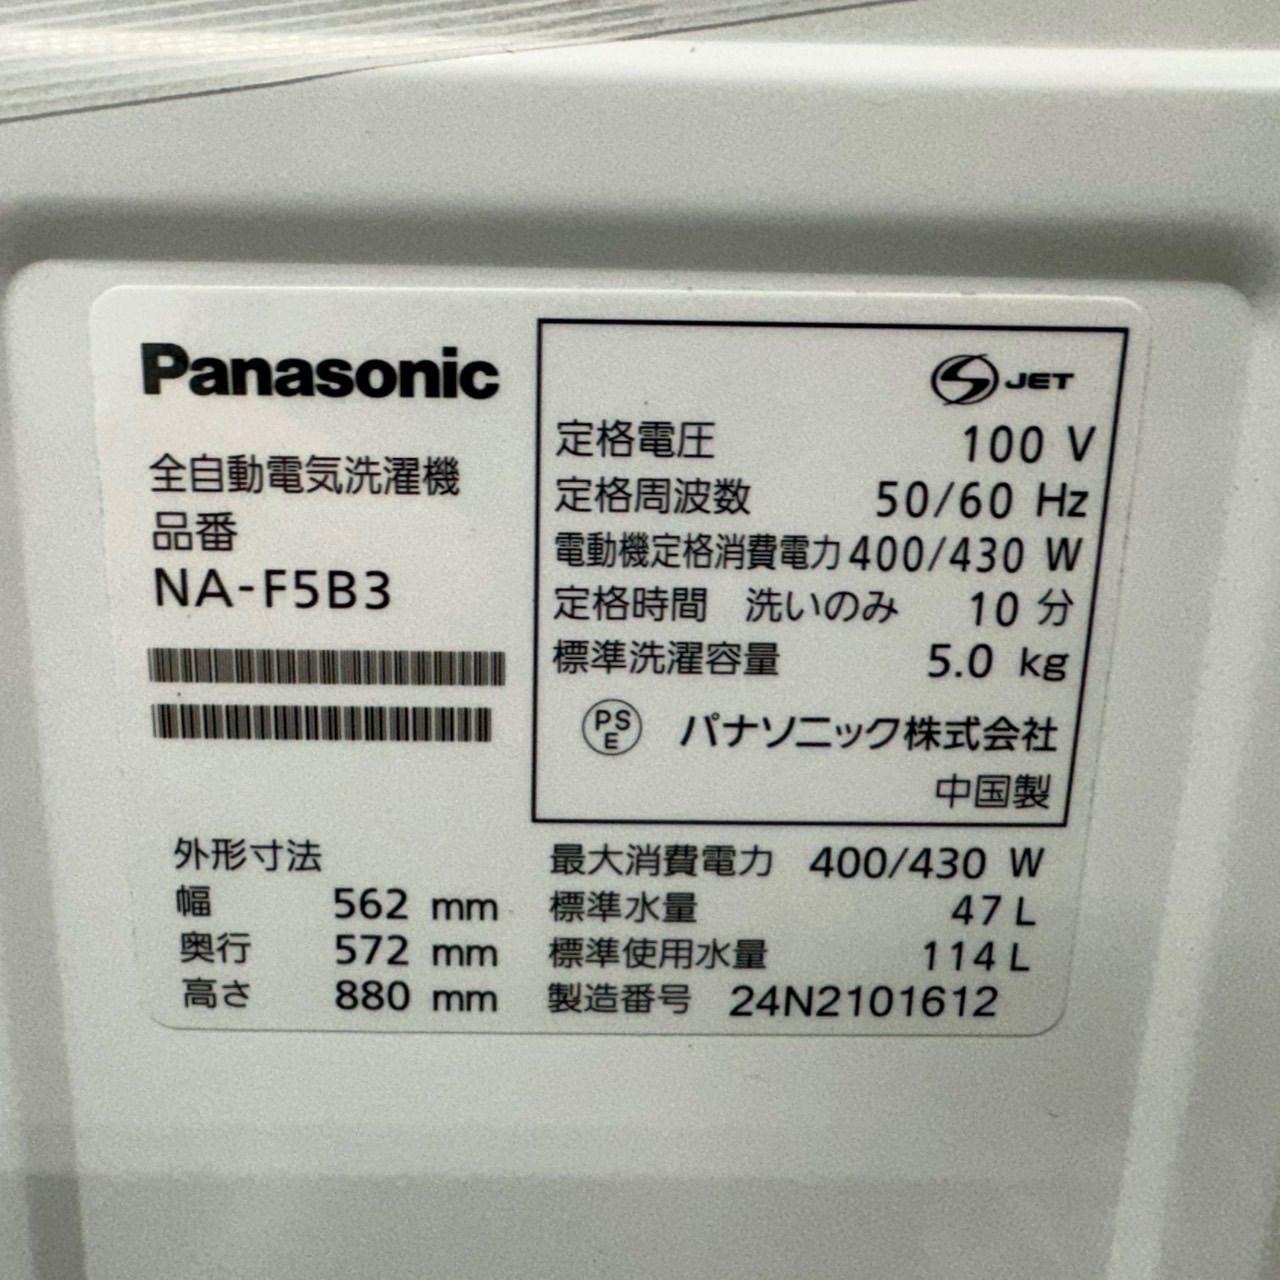 Panasonic
全自動電気洗濯機
品番
NA-F5B3
S JET
定格電圧 100 V
定格周波数 50/60 Hz
電動機定格消費電力 400/430 W
定格時間 洗いのみ 10 分
標準洗濯容量 5.0 kg
PSE パナソニック株式会社
中国製
外形寸法
幅 562 mm
奥行 572 mm
高さ 880 mm
最大消費電力 400/430 W
標準水量 47 L
標準使用水量 114 L
製造番号 24N2101612